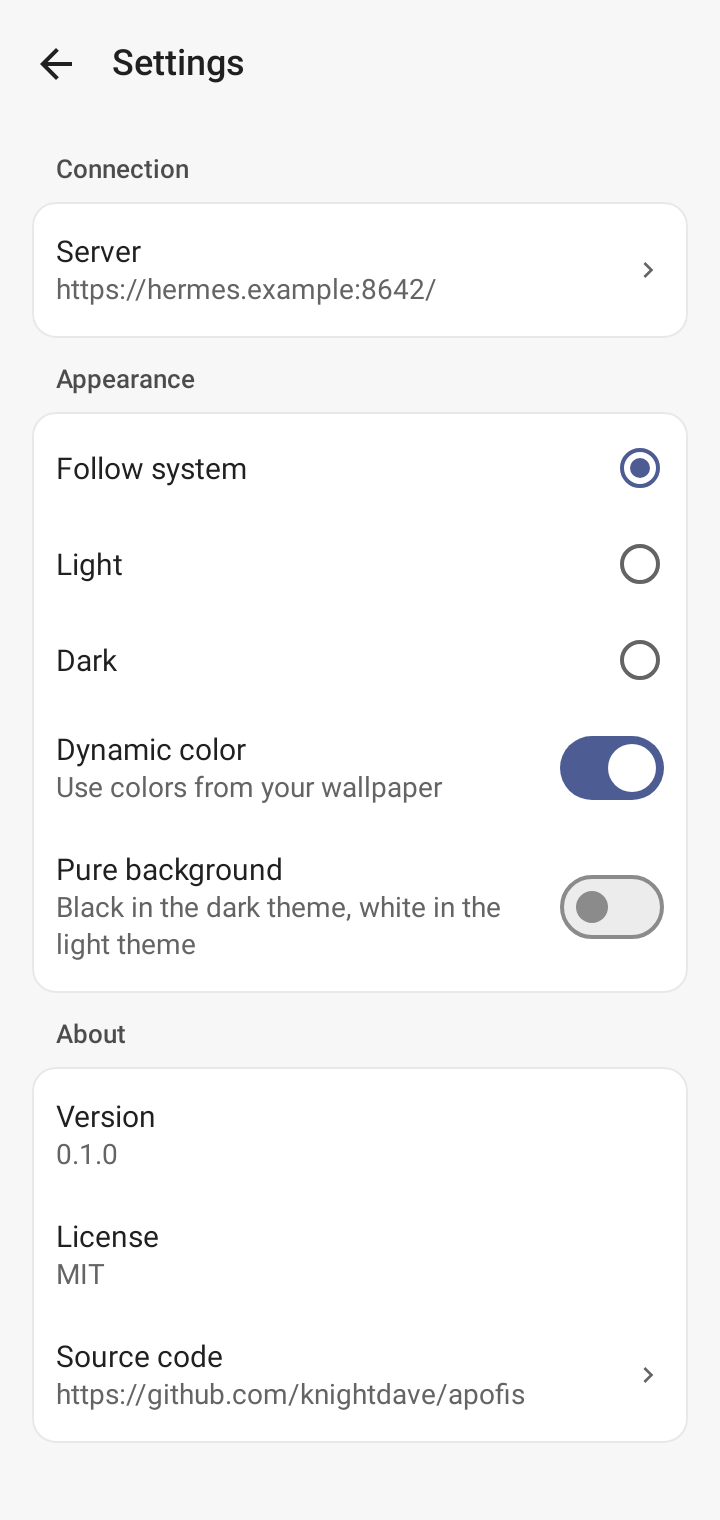 Settings
Connection
Server
https://hermes.example:8642/
Appearance
Follow system
Light
Dark
Dynamic color
Use colors from your wallpaper
Pure background
Black in the dark theme, white in the
light theme
About
Version
0.1.0
License
MIT
Source code
https://github.com/knightdave/apofis